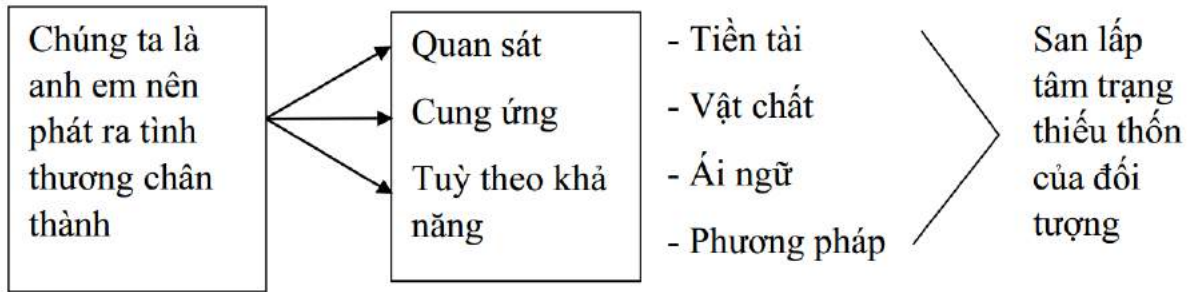 Chúng ta là
anh em nên
phát ra tình
thương chân
thành
Quan sát
Cung ứng
Tuỳ theo khả
năng
- Tiền tài
- Vật chất
- Ái ngữ
- Phương pháp
San lấp
tâm trạng
thiếu thốn
của đối
tượng